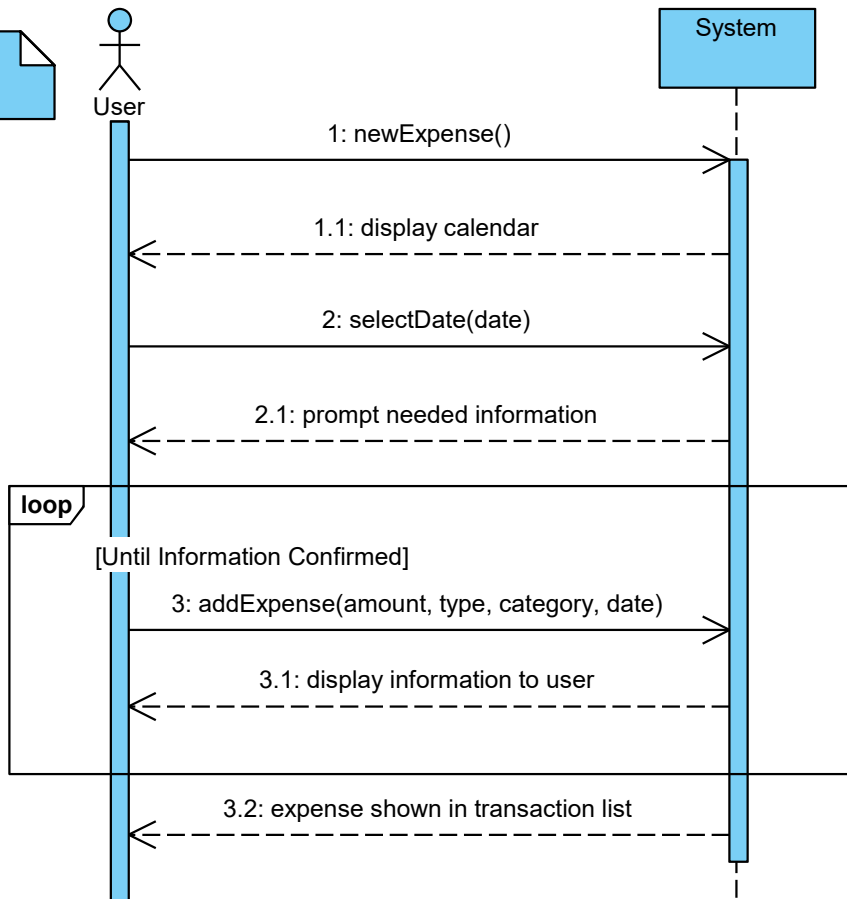 User
System
1: newExpense()
1.1: display calendar
2: selectDate(date)
2.1: prompt needed information
loop
[Until Information Confirmed]
3: addExpense(amount, type, category, date)
3.1: display information to user
3.2: expense shown in transaction list